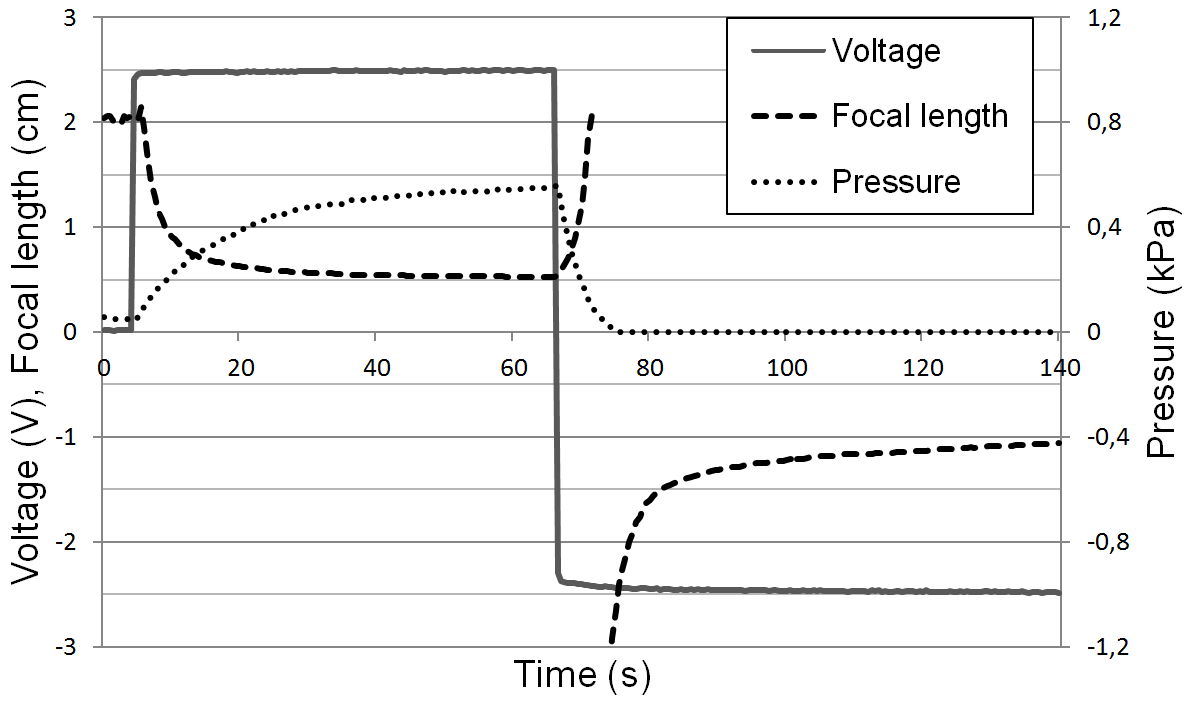 3
2
1
0
-1
-2
-3
1,2
0,8
0,4
0
-0,4
-0,8
-1,2
0 20 40 60 80 100 120 140
Voltage (V), Focal length (cm)
Pressure (kPa)
Time (s)
Voltage
Focal length
Pressure